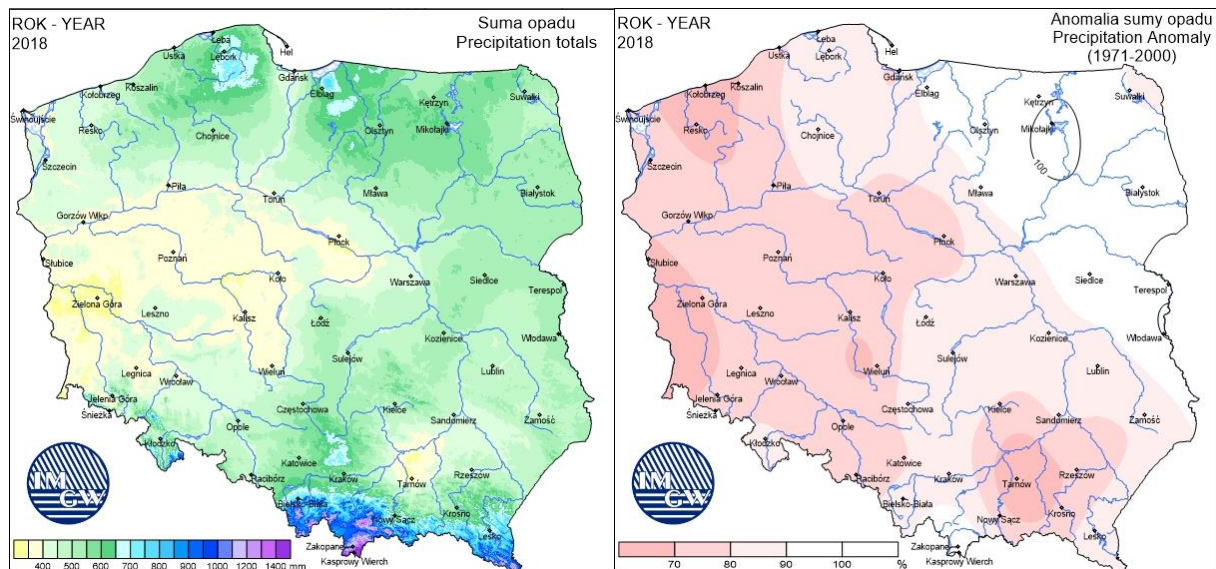 ROK - YEAR
2018
Suma opadu
Precipitation totals
Łeba
Ustka
Lębork
Hel
Gdańsk
Koszalin
Kołobrzeg
Elbląg
Kętrzyn
Suwałki
Świnoujście
Resko
Chojnice
Olsztyn
Mikołajki
Szczecin
Piła
Toruń
Mława
Białystok
Gorzów Wlkp
Płock
Słubice
Poznań
Koło
Warszawa
Siedlce
Terespol
Zielona Góra
Leszno
Kalisz
Łódź
Kozienice
Włodawa
Sulejów
Legnica
Wrocław
Wieluń
Lublin
Jelenia Góra
Śnieżka
Częstochowa
Kielce
Sandomierz
Zamość
Opole
Kłodzko
Katowice
Kraków
Racibórz
Tarnów
Rzeszów
Bielsko-Biała
Nowy Sącz
Krosno
Lesko
Zakopane
Kasprowy Wierch
IM
GW
400 500 600 700 800 900 1000 1100 1200 1400 mm
ROK - YEAR
2018
Anomalia sumy opadu
Precipitation Anomaly
(1971-2000)
Łeba
Ustka
Lębork
Hel
Gdańsk
Koszalin
Kołobrzeg
Elbląg
Kętrzyn
Suwałki
Świnoujście
Resko
Chojnice
Olsztyn
Mikołajki
100
Szczecin
Piła
Toruń
Mława
Białystok
Gorzów Wlkp
Płock
Słubice
Poznań
Koło
Warszawa
Siedlce
Terespol
Zielona Góra
Leszno
Kalisz
Łódź
Kozienice
Włodawa
Sulejów
Legnica
Wrocław
Wieluń
Lublin
Jelenia Góra
Śnieżka
Częstochowa
Kielce
Sandomierz
Zamość
Opole
Kłodzko
Katowice
Kraków
Racibórz
Tarnów
Rzeszów
Bielsko-Biała
Nowy Sącz
Krosno
Lesko
Zakopane
Kasprowy Wierch
IM
GW
70 80 90 100 %